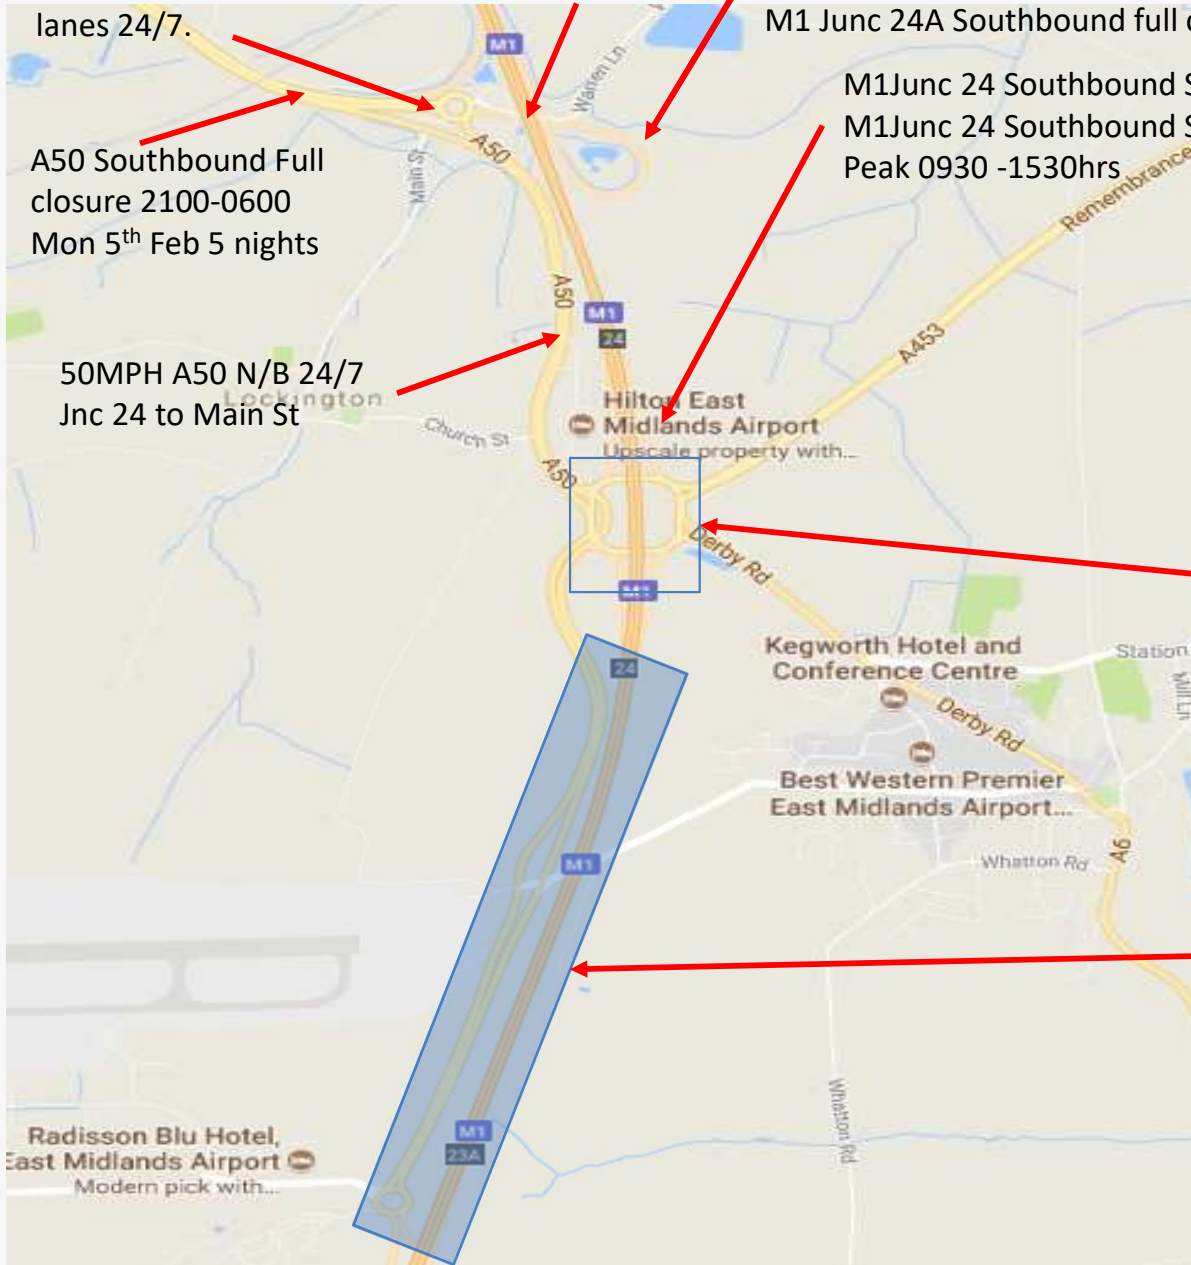 lanes 24/7.
M1 Junc 24A Southbound full
M1
Warren Ln
M1Junc 24 Southbound S
M1Junc 24 Southbound S
Peak 0930 -1530hrs
A50 Southbound Full
closure 2100-0600
Mon 5th Feb 5 nights
A50
Main St
Remembrance
M1
A50
M1
24
A453
50MPH A50 N/B 24/7
Jnc 24 to Main St
Lockington
Hilton East
Midlands Airport
Upscale property with...
Church St
A50
Derby Rd
M1
Kegworth Hotel and
Conference Centre
Station
24
Derby Rd
Best Western Premier
East Midlands Airport...
M1
Whatton Rd
A6
Whatton Rd
M1
23A
Radisson Blu Hotel,
East Midlands Airport
Modern pick with...